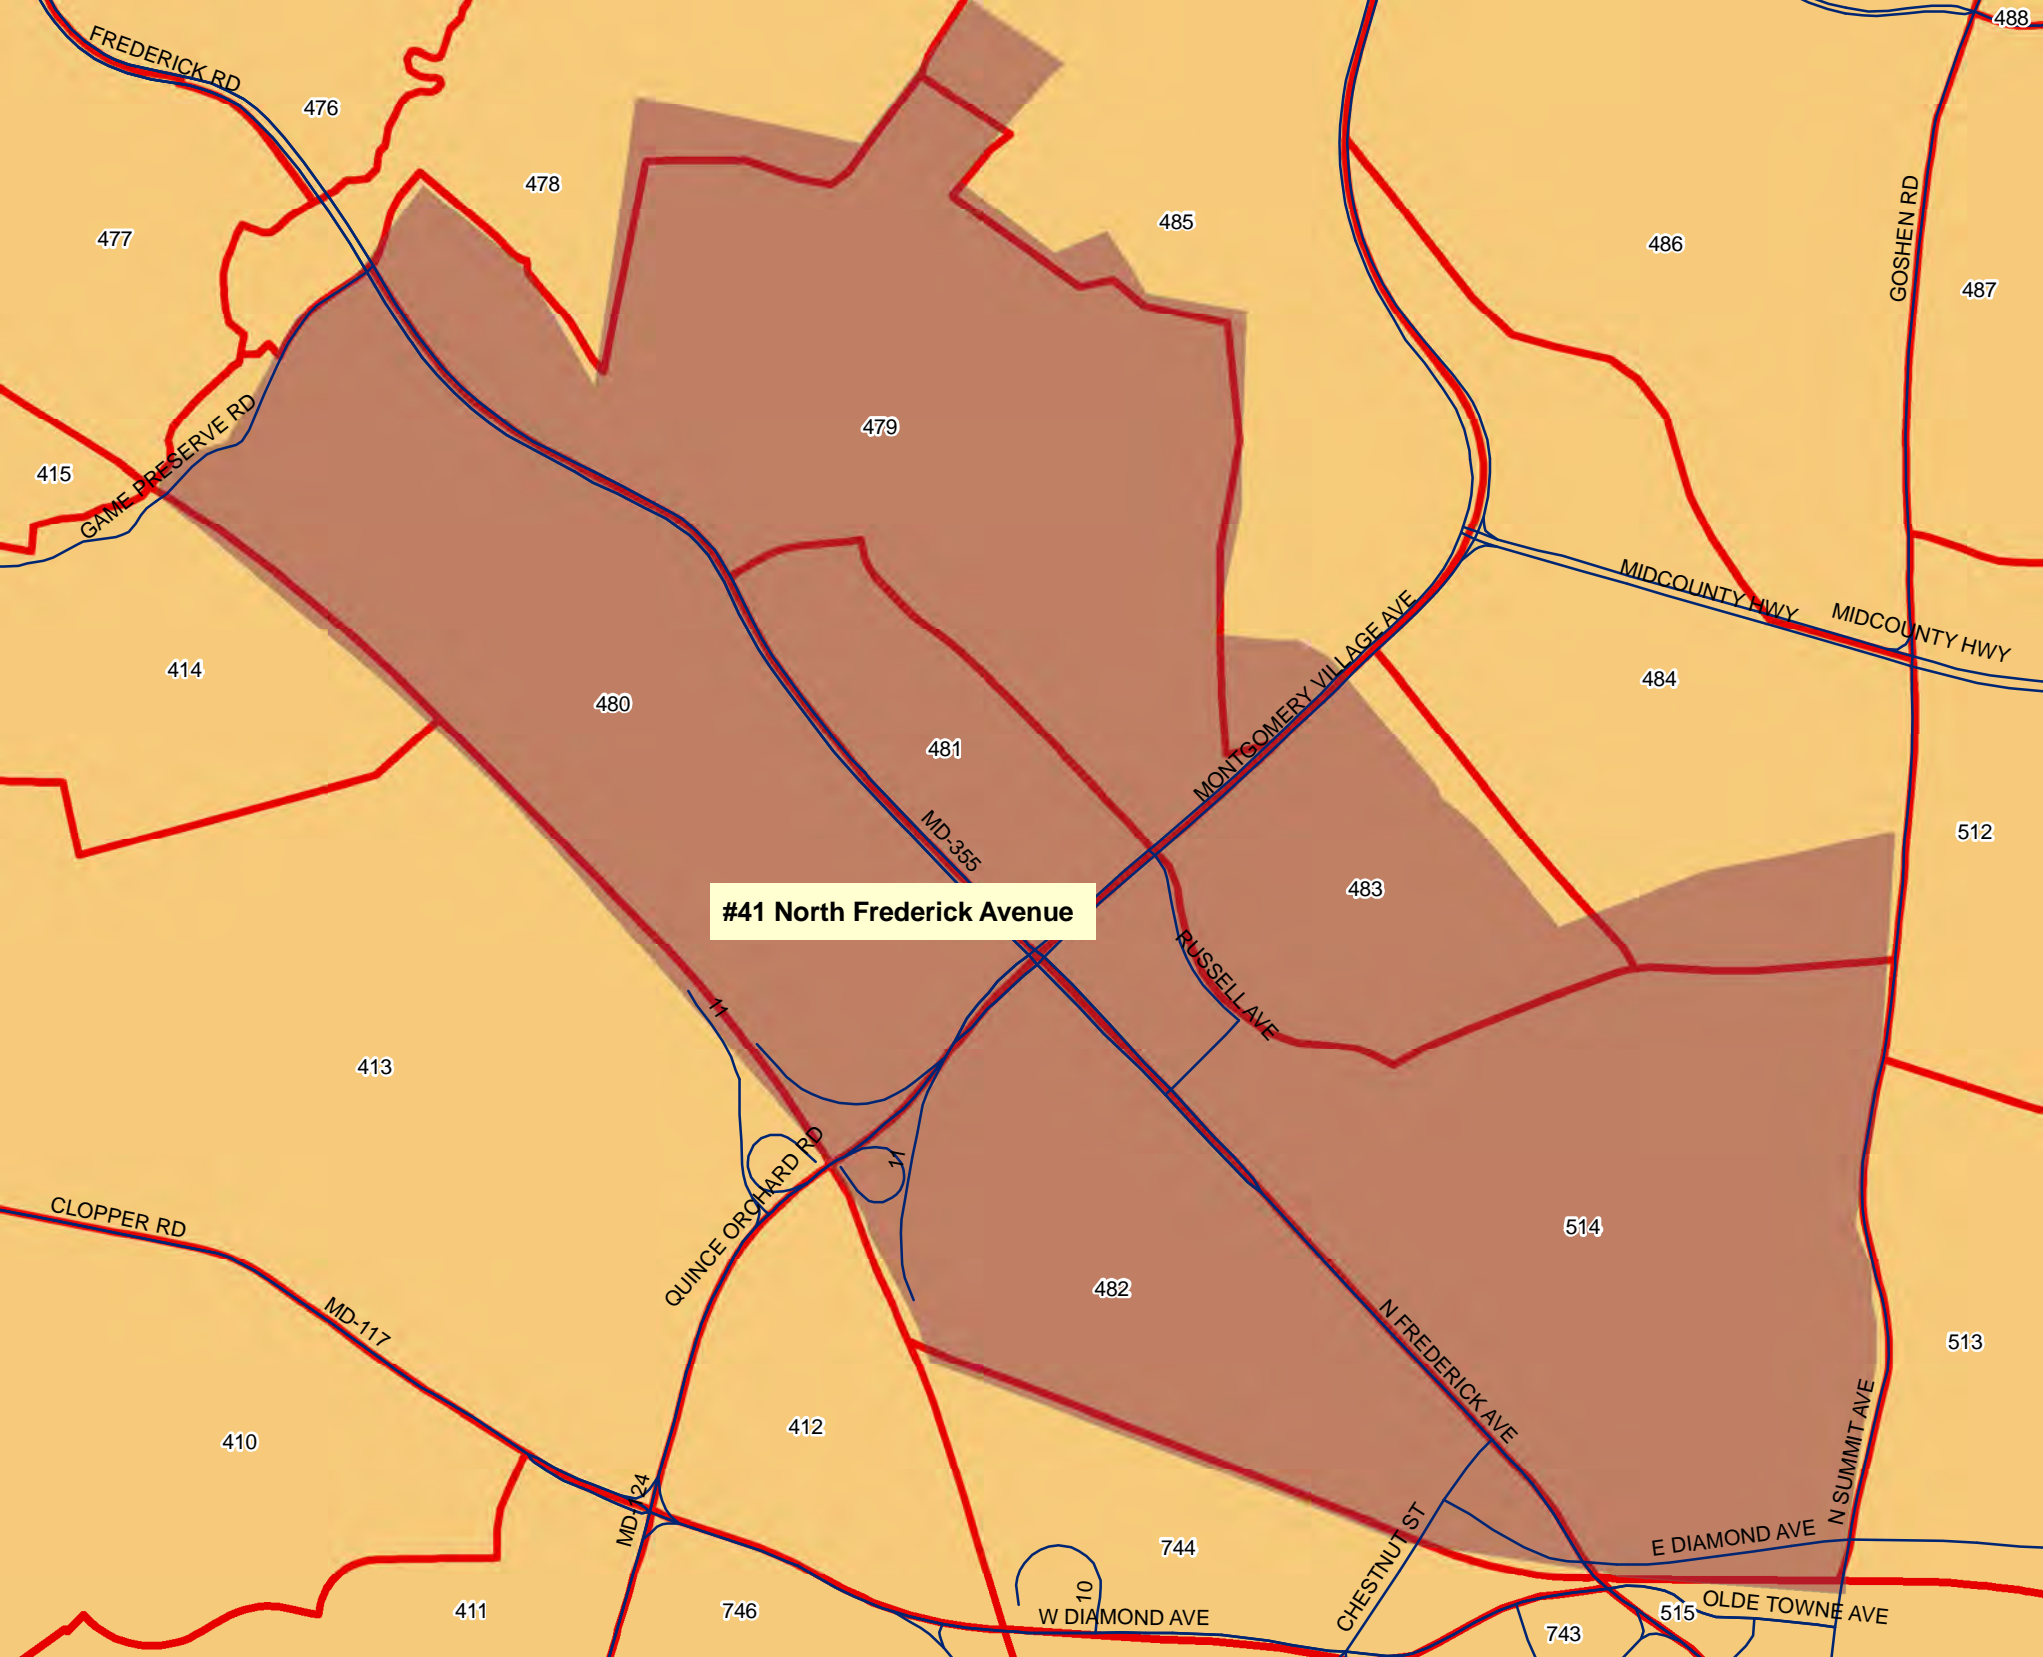 488
FREDERICK RD
476
478
477
485
486
GOSHEN RD
487
GAME PRESERVE RD
479
415
MIDCOUNTY HWY
MIDCOUNTY HWY
MONTGOMERY VILLAGE AVE
414
480
484
481
MD-355
512
483
#41 North Frederick Avenue
RUSSELL AVE
11
413
QUINCE ORCHARD RD
11
CLOPPER RD
514
482
MD-117
N FREDERICK AVE
513
N SUMMIT AVE
412
410
MD-124
CHESTNUT ST
E DIAMOND AVE
744
10
411
746
W DIAMOND AVE
515
OLDE TOWNE AVE
743